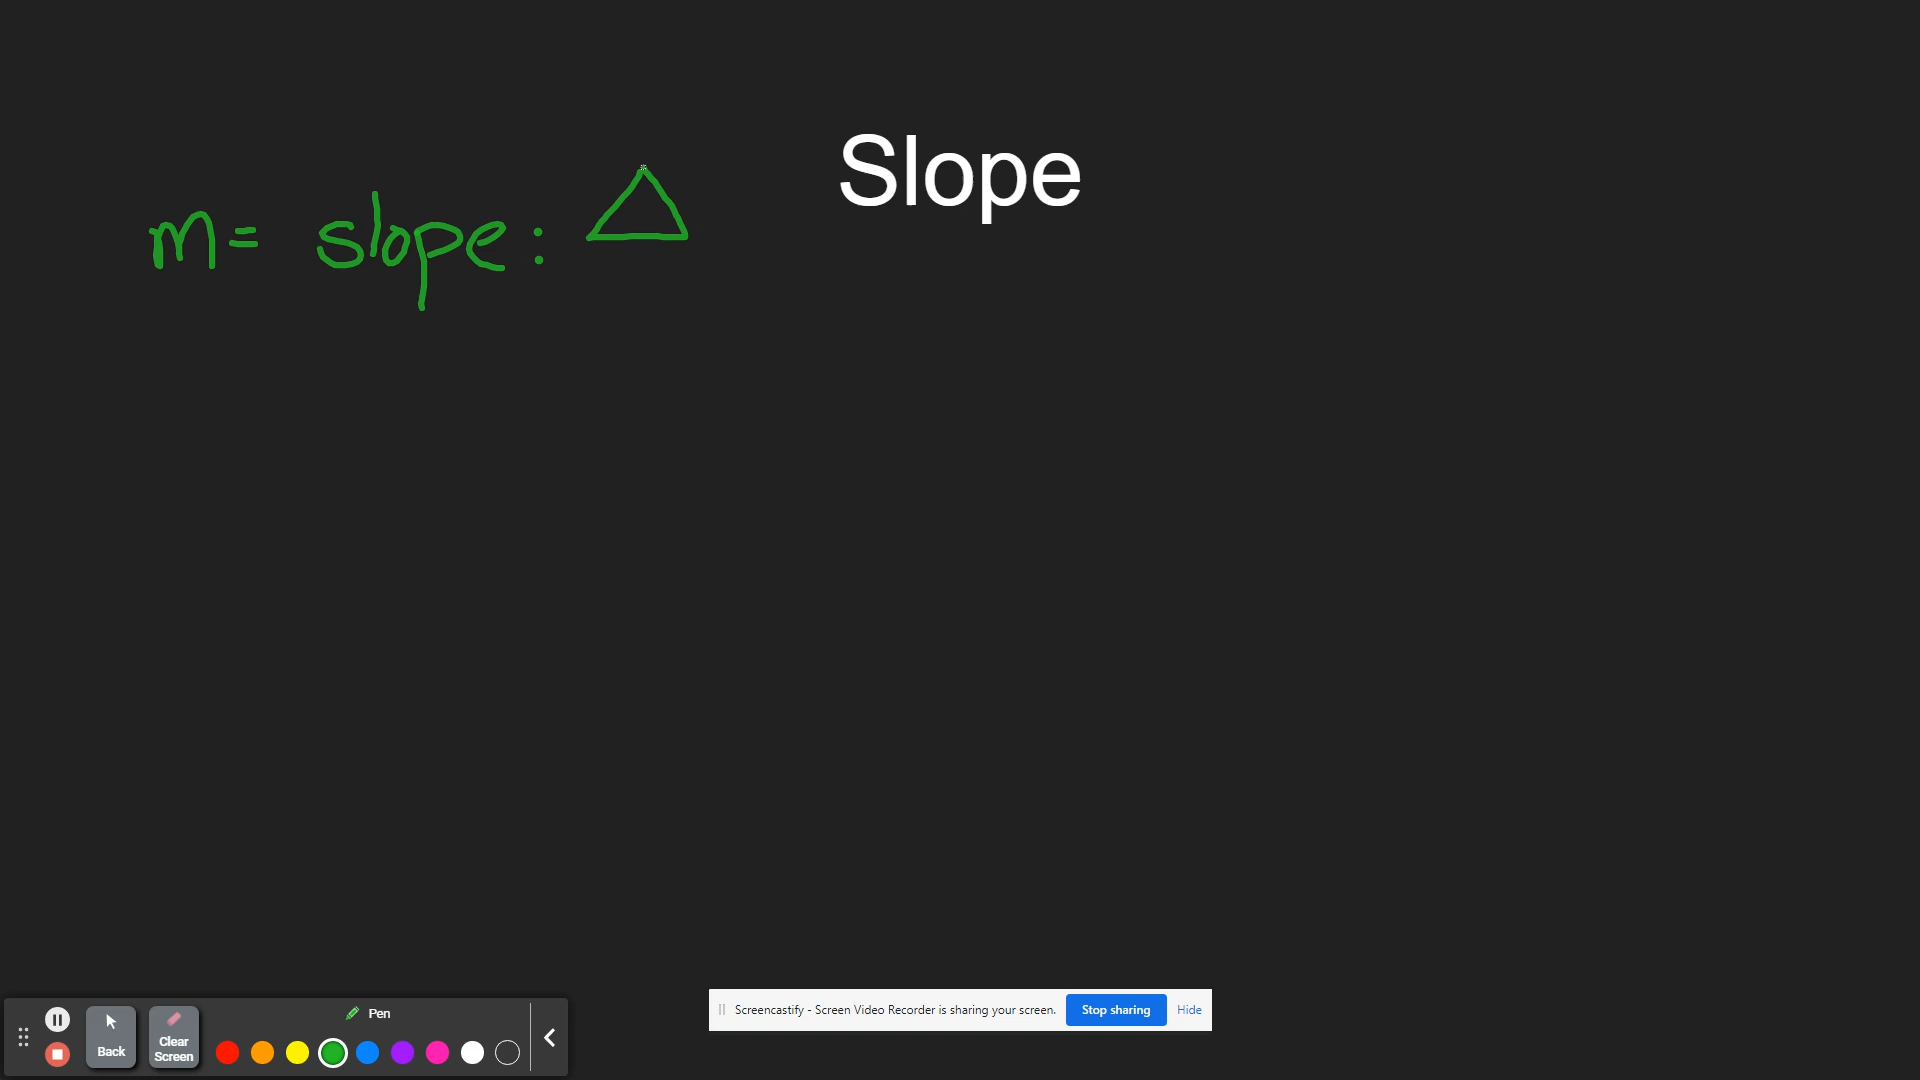 Slope
m= slope: Δ
Pen
Back
Clear
Screen
Screencastify - Screen Video Recorder is sharing your screen. Stop sharing Hide